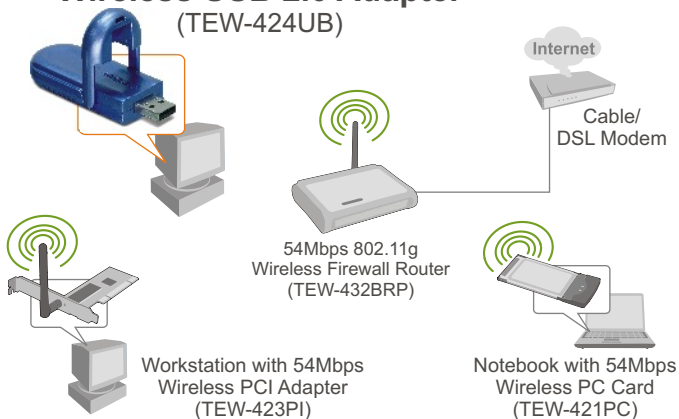 (TEW-424UB)
Internet
Cable/
DSL Modem
54Mbps 802.11g
Wireless Firewall Router
(TEW-432BRP)
Workstation with 54Mbps
Wireless PCI Adapter
(TEW-423PI)
Notebook with 54Mbps
Wireless PC Card
(TEW-421PC)